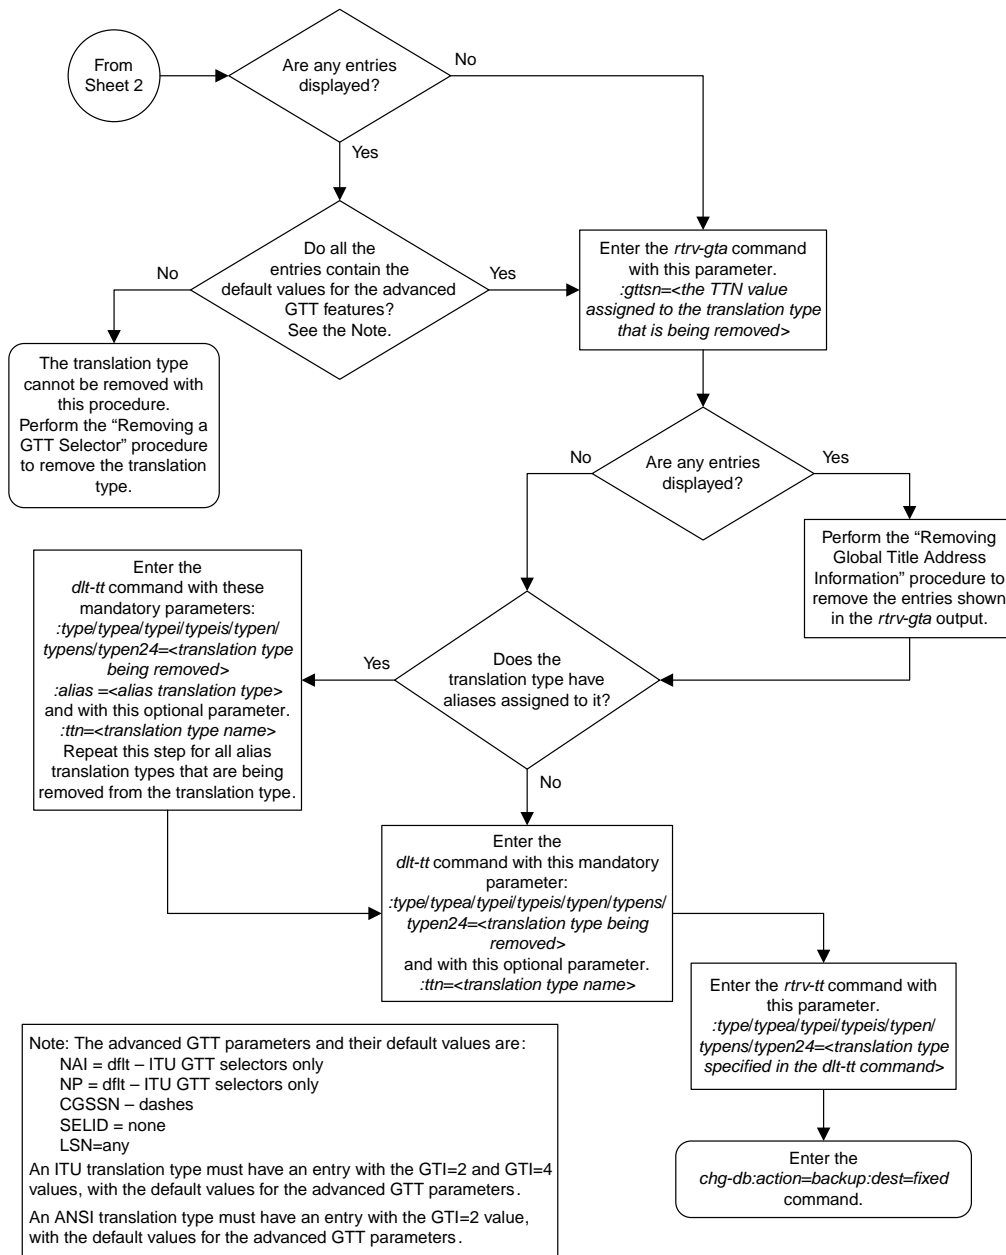 From
Sheet 2
Are any entries
displayed?
No
Yes
Do all the
entries contain the
default values for the advanced
GTT features?
See the Note.
No
Yes
The translation type
cannot be removed with
this procedure.
Perform the “Removing a
GTT Selector” procedure
to remove the translation
type.
Enter the rtrv-gta command
with this parameter.
:gttsn=<the TTN value
assigned to the translation type
that is being removed>
Are any entries
displayed?
No
Yes
Perform the “Removing
Global Title Address
Information” procedure to
remove the entries shown
in the rtrv-gta output.
Does the
translation type have
aliases assigned to it?
Yes
No
Enter the
dlt-tt command with these
mandatory parameters:
:type/typea/typei/typeis/typen/
typens/typen24=<translation type
being removed>
:alias =<alias translation type>
and with this optional parameter.
:ttn=<translation type name>
Repeat this step for all alias
translation types that are being
removed from the translation type.
Enter the
dlt-tt command with this mandatory
parameter:
:type/typea/typei/typeis/typen/typens/
typen24=<translation type being
removed>
and with this optional parameter.
:ttn=<translation type name>
Enter the rtrv-tt command with
this parameter.
:type/typea/typei/typeis/typen/
typens/typen24=<translation type
specified in the dlt-tt command>
Enter the
chg-db:action=backup:dest=fixed
command.
Note: The advanced GTT parameters and their default values are:
NAI = dflt – ITU GTT selectors only
NP = dflt – ITU GTT selectors only
CGSSN – dashes
SELID = none
LSN=any
An ITU translation type must have an entry with the GTI=2 and GTI=4
values, with the default values for the advanced GTT parameters.
An ANSI translation type must have an entry with the GTI=2 value,
with the default values for the advanced GTT parameters.